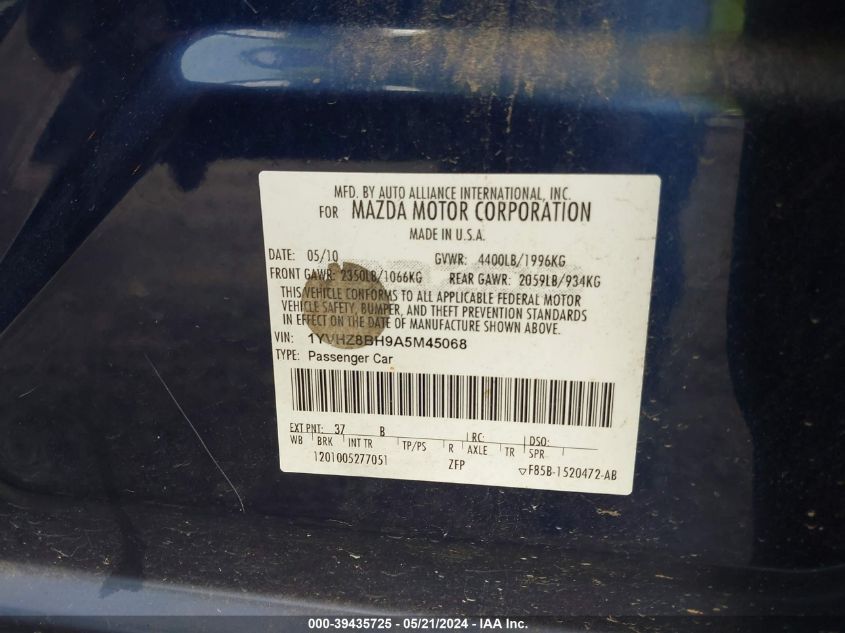 MFD. BY AUTO ALLIANCE INTERNATIONAL, INC.
FOR MAZDA MOTOR CORPORATION
MADE IN U.S.A.
DATE: 05/10 GVWR: 4400LB/1996KG
FRONT GAWR: 2350LB/1066KG REAR GAWR: 2059LB/934KG
THIS VEHICLE CONFORMS TO ALL APPLICABLE FEDERAL MOTOR
VEHICLE SAFETY, BUMPER, AND THEFT PREVENTION STANDARDS
IN EFFECT ON THE DATE OF MANUFACTURE SHOWN ABOVE.
VIN: 1YVHZ8BH9A5M45068
TYPE: Passenger Car
EXT PNT: 37 B RC: DSO:
WB BRK INT TR TP/PS R AXLE TR SPR
1201005277051 ZFP ▽F85B-1520472-AB
000-39435725 - 05/21/2024 - IAA Inc.